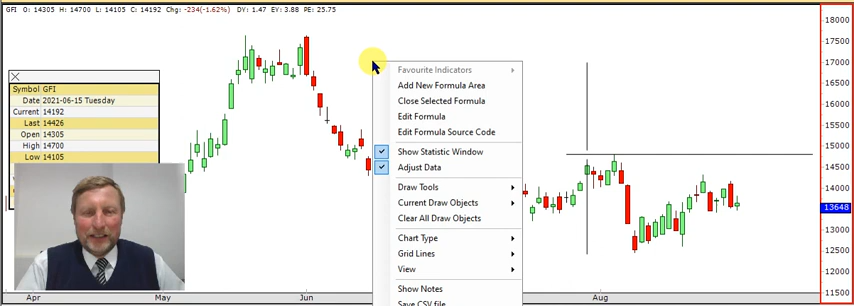 GFI O: 14305 H: 14700 L: 14105 C: 14192 Chg: -234(-1.62%) DY: 1.47 EY: 3.88 PE: 25.75
Symbol GFI
Date 2021-06-15 Tuesday
Current 14192
Last 14426
Open 14305
High 14700
Low 14105
Favourite Indicators
Add New Formula Area
Close Selected Formula
Edit Formula
Edit Formula Source Code
Show Statistic Window
Adjust Data
Draw Tools
Current Draw Objects
Clear All Draw Objects
Chart Type
Grid Lines
View
Show Notes
Save CSV file
18000
17500
17000
16500
16000
15500
15000
14500
14000
13648
13000
12500
12000
11500
Apr May Jun Aug